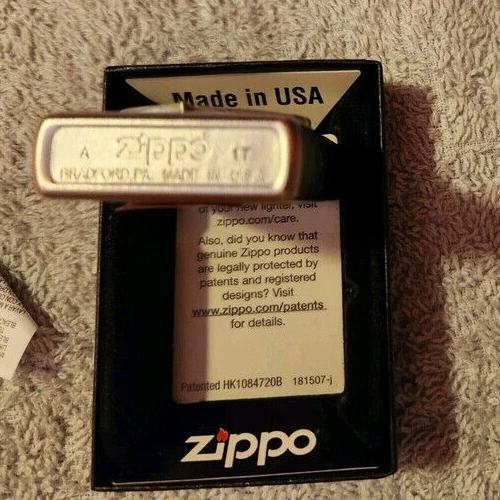 Made in USA
A zippo 17
BRADFORD, PA. MADE IN U.S.A.
of your new lighter, visit
zippo.com/care.
Also, did you know that
genuine Zippo products
are legally protected by
patents and registered
designs? Visit
www.zippo.com/patents
for details.
Patented HK1084720B 181507-j
zippo